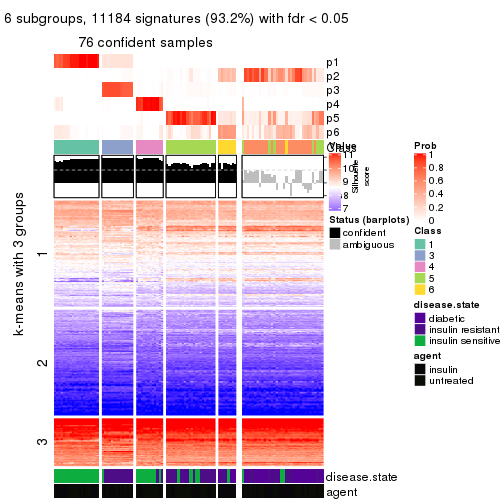 6 subgroups, 11184 signatures (93.2%) with fdr < 0.05
76 confident samples
p1
p2
p3
p4
p5
p6
Class
Silhouette
score
k-means with 3 groups
1
2
3
disease.state
agent
Value
11
10
9
8
7
Status (barplots)
confident
ambiguous
Prob
1
0.8
0.6
0.4
0.2
0
Class
1
3
4
5
6
disease.state
diabetic
insulin resistant
insulin sensitive
agent
insulin
untreated